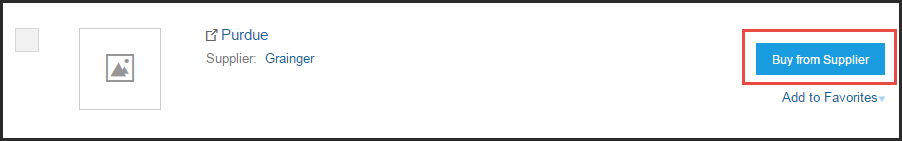 Purdue
Supplier: Grainger
Buy from Supplier
Add to Favorites